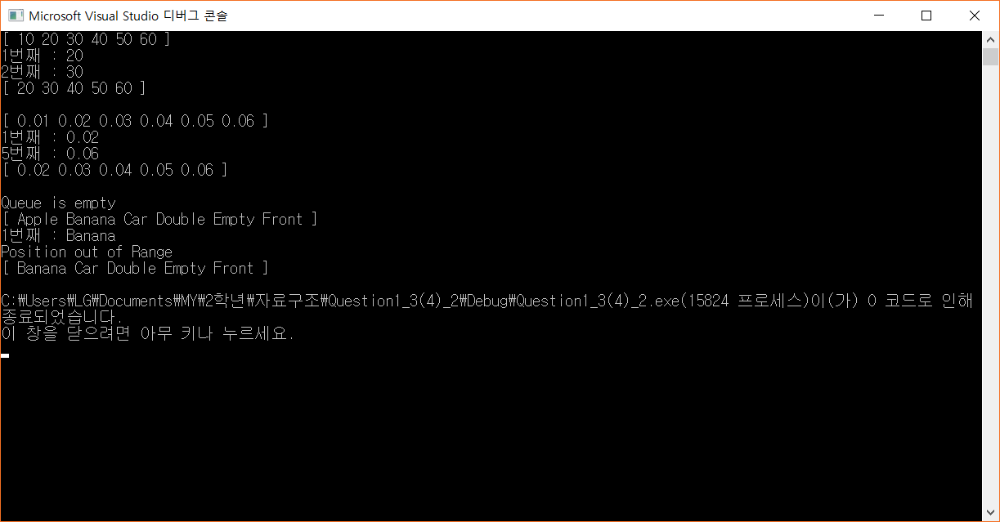 Microsoft Visual Studio 디버그 콘솔
[ 10 20 30 40 50 60 ]
1번째 : 20
2번째 : 30
[ 20 30 40 50 60 ]
[ 0.01 0.02 0.03 0.04 0.05 0.06 ]
1번째 : 0.02
5번째 : 0.06
[ 0.02 0.03 0.04 0.05 0.06 ]
Queue is empty
[ Apple Banana Car Double Empty Front ]
1번째 : Banana
Position out of Range
[ Banana Car Double Empty Front ]
C:₩Users₩LG₩Documents₩MY₩2학년₩자료구조₩Question1_3(4)_2₩Debug₩Question1_3(4)_2.exe(15824 프로세스)이(가) 0 코드로 인해
종료되었습니다.
이 창을 닫으려면 아무 키나 누르세요.